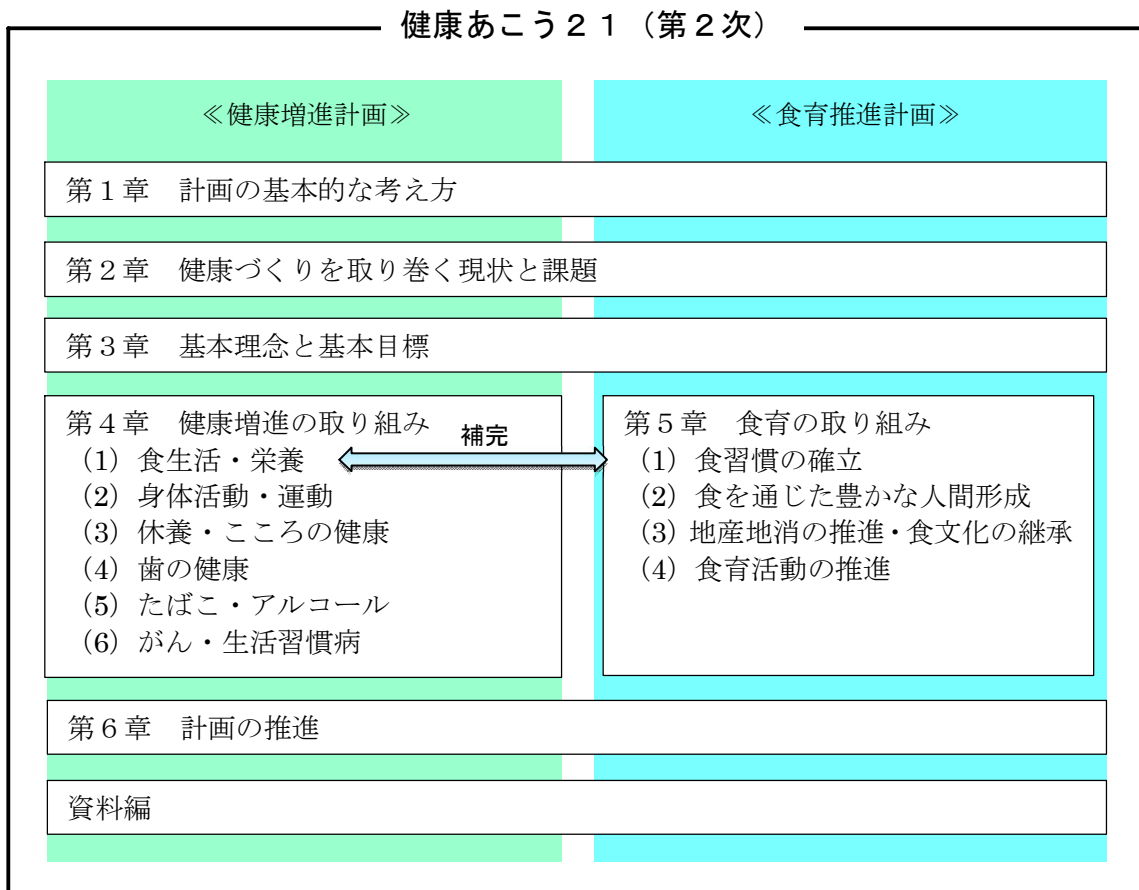 健康あこう２１（第２次）
≪健康増進計画≫
≪食育推進計画≫
第１章　計画の基本的な考え方
第２章　健康づくりを取り巻く現状と課題
第３章　基本理念と基本目標
第４章　健康増進の取り組み
（1）食生活・栄養
（2）身体活動・運動
（3）休養・こころの健康
（4）歯の健康
（5）たばこ・アルコール
（6）がん・生活習慣病
補完
第５章　食育の取り組み
（1）食習慣の確立
（2）食を通じた豊かな人間形成
（3）地産地消の推進・食文化の継承
（4）食育活動の推進
第６章　計画の推進
資料編